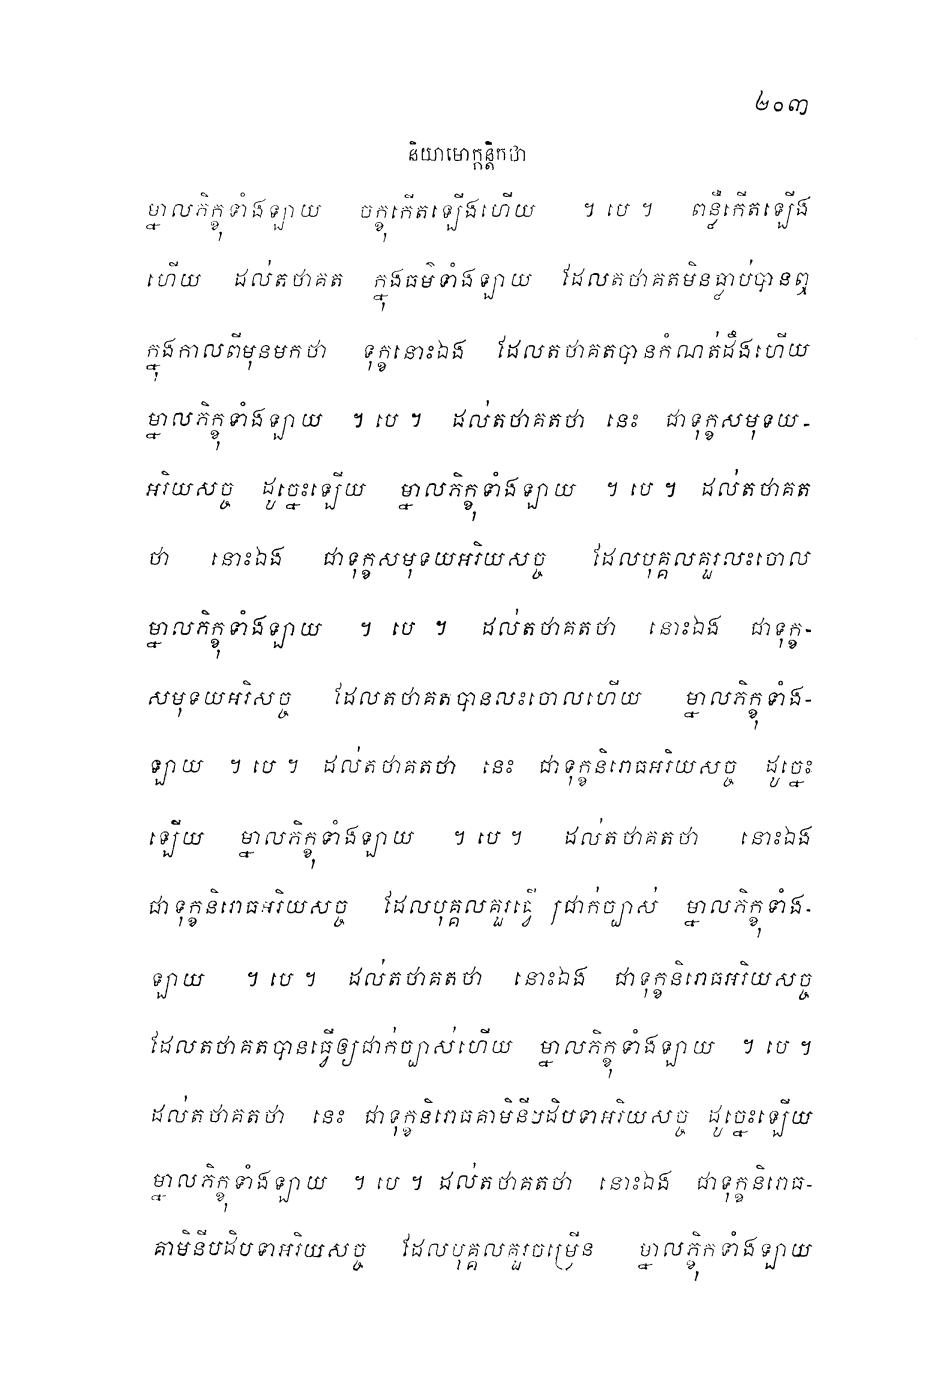 ២០៣
និយាមោក្កន្តិកថា
ម្នាលភិក្ខុទាំងឡាយ ចក្ខុកើតឡើងហើយ ។ បេ ។ ពន្លឺកើតឡើង
ហើយ ដល់តថាគត ក្នុងធម៌ទាំងឡាយ ដែលតថាគតមិនធ្លាប់បានឮ
ក្នុងកាលពីមុនមកថា ទុក្ខនោះឯង ដែលតថាគតបានកំណត់ដឹងហើយ
ម្នាលភិក្ខុទាំងឡាយ ។ បេ ។ ដល់តថាគតថា នេះ ជាទុក្ខសមុទយ-
អរិយសច្ច ដូច្នេះឡើយ ម្នាលភិក្ខុទាំងឡាយ ។ បេ ។ ដល់តថាគត
ថា នោះឯង ជាទុក្ខសមុទយអរិយសច្ច ដែលបុគ្គលគួរលះចោល
ម្នាលភិក្ខុទាំងឡាយ ។ បេ ។ ដល់តថាគតថា នោះឯង ជាទុក្ខ-
សមុទយអរិសច្ច ដែលតថាគតបានលះចោលហើយ ម្នាលភិក្ខុទាំង-
ឡាយ ។ បេ ។ ដល់តថាគតថា នេះ ជាទុក្ខនិរោធអរិយសច្ច ដូច្នេះ
ឡើយ ម្នាលភិក្ខុទាំងឡាយ ។ បេ ។ ដល់តថាគតថា នោះឯង
ជាទុក្ខនិរោធអរិយសច្ច ដែលបុគ្គលគួរធ្វើ ជ្រាក់ច្បាស់ ម្នាលភិក្ខុទាំង-
ឡាយ ។ បេ ។ ដល់តថាគតថា នោះឯង ជាទុក្ខនិរោធអរិយសច្ច
ដែលតថាគតបានធ្វើឲ្យជាក់ច្បាស់ហើយ ម្នាលភិក្ខុទាំងឡាយ ។ បេ ។
ដល់តថាគតថា នេះ ជាទុក្ខនិរោធគាមិនីបដិបទាអរិយសច្ច ដូច្នេះឡើយ
ម្នាលភិក្ខុទាំងឡាយ ។ បេ ។ ដល់តថាគតថា នោះឯង ជាទុក្ខនិរោធ-
គាមិនីបដិបទាអរិយសច្ច ដែលបុគ្គលគួរចម្រើន ម្នាលភិក្ខុកទាំងឡាយ